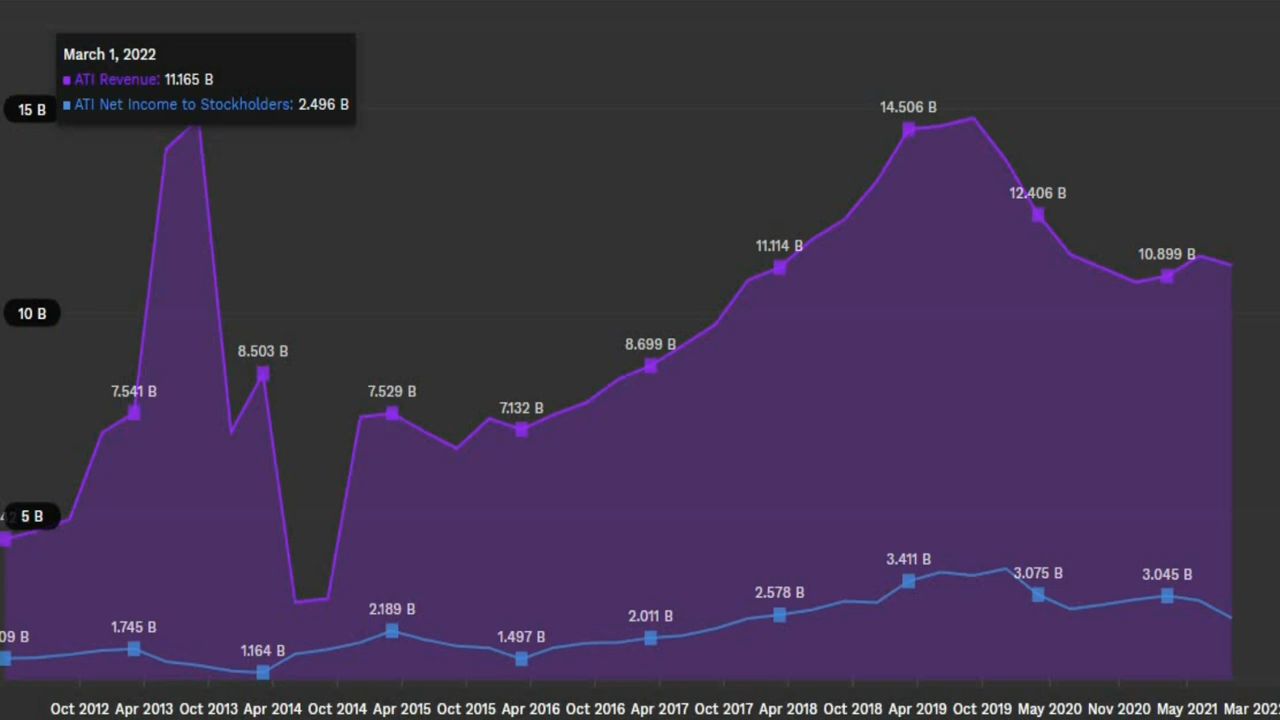 March 1, 2022
ATI Revenue: 11.165 B
ATI Net Income to Stockholders: 2.496 B
15 B
14.506 B
12.406 B
11.114 B
10.899 B
10 B
8.503 B
8.699 B
7.541 B
7.529 B
7.132 B
5 B
3.411 B
3.075 B
3.045 B
2.578 B
2.189 B
2.011 B
09 B
1.745 B
1.497 B
1.164 B
Oct 2012 Apr 2013 Oct 2013 Apr 2014 Oct 2014 Apr 2015 Oct 2015 Apr 2016 Oct 2016 Apr 2017 Oct 2017 Apr 2018 Oct 2018 Apr 2019 Oct 2019 May 2020 Nov 2020 May 2021 Mar 2022